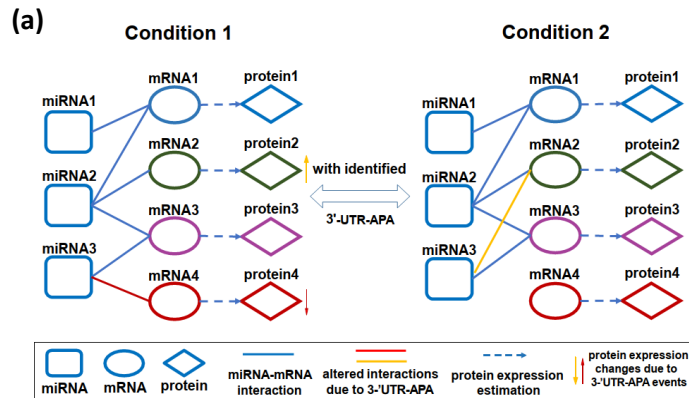 (a)
Condition 1
Condition 2
miRNA1
mRNA1
protein1
mRNA2
protein2
miRNA2
mRNA3
protein3
miRNA3
mRNA4
protein4
with identified
3'-UTR-APA
miRNA1
mRNA1
protein1
mRNA2
protein2
miRNA2
mRNA3
protein3
miRNA3
mRNA4
protein4
miRNA
mRNA
protein
miRNA-mRNA
interaction
altered interactions
due to 3-'UTR-APA
protein expression
estimation
protein expression
changes due to
3-'UTR-APA events